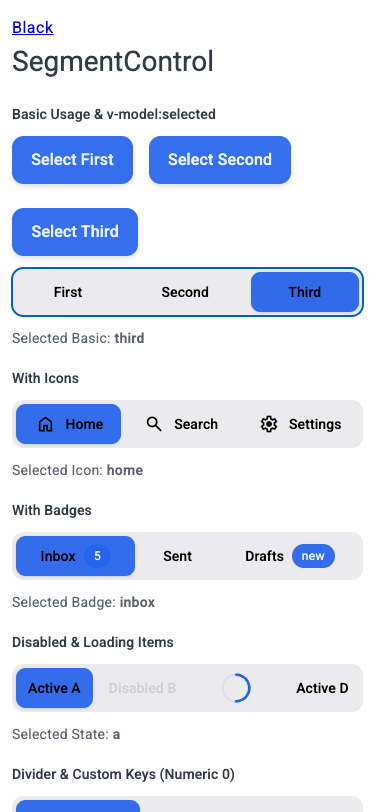 Black
SegmentControl
Basic Usage & v-model:selected
Select First Select Second
Select Third
First Second Third
Selected Basic: third
With Icons
Home Search Settings
Selected Icon: home
With Badges
Inbox 5 Sent Drafts new
Selected Badge: inbox
Disabled & Loading Items
Active A Disabled B Active D
Selected State: a
Divider & Custom Keys (Numeric 0)